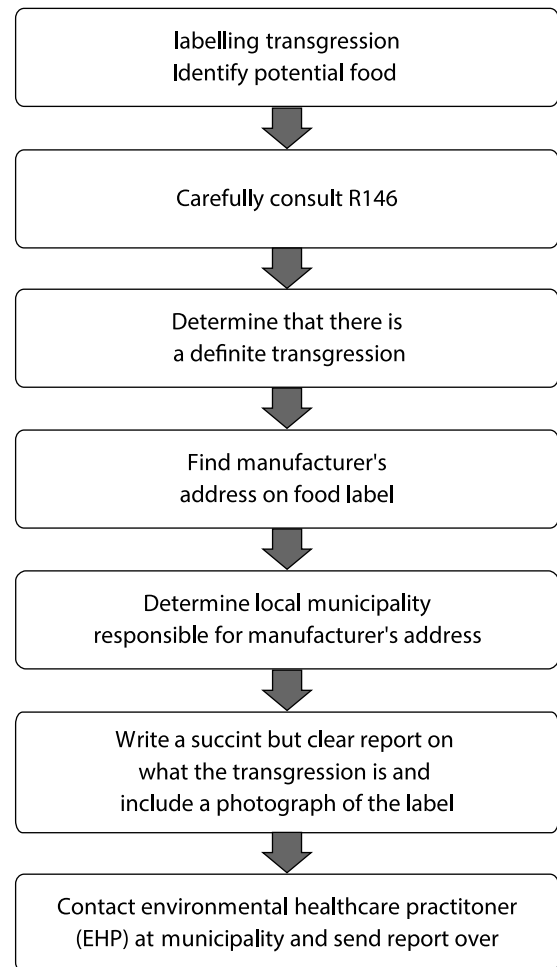 labelling transgression
Identify potential food
Carefully consult R146
Determine that there is
a definite transgression
Find manufacturer's
address on food label
Determine local municipality
responsible for manufacturer's address
Write a succint but clear report on
what the transgression is and
include a photograph of the label
Contact environmental healthcare practitoner
(EHP) at municipality and send report over